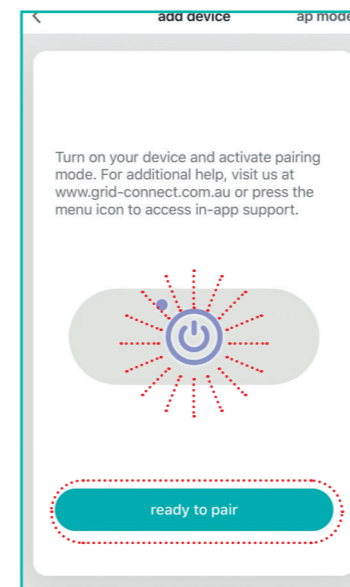 add device ap mode
Turn on your device and activate pairing
mode. For additional help, visit us at
www.grid-connect.com.au or press the
menu icon to access in-app support.
ready to pair